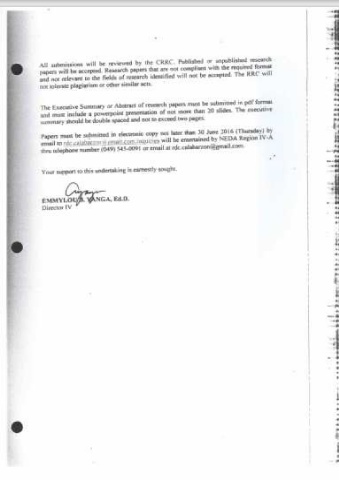 All submissions will be reviewed by the CRRC. Published or unpublished research
papers will be accepted. Research papers that are not compliant with the required format
and not relevant to the fields of research identified will not be accepted. The RRC will
not tolerate plagiarism or other similar acts.
The Executive Summary or Abstract of research papers must be submitted in pdf format
and must include a powerpoint presentation of not more than 20 slides. The executive
summary should be double spaced and not to exceed two pages.
Papers must be submitted in electronic copy not later than 30 June 2016 (Thursday) by
email to rdc.calabarzon@gmail.com. Inquiries will be entertained by NEDA Region IV-A
thru telephone number (049) 545-0091 or email at rdc.calabarzon@gmail.com.
Your support to this undertaking is earnestly sought.
EMMYLOU YANGA, Ed.D.
Director IV